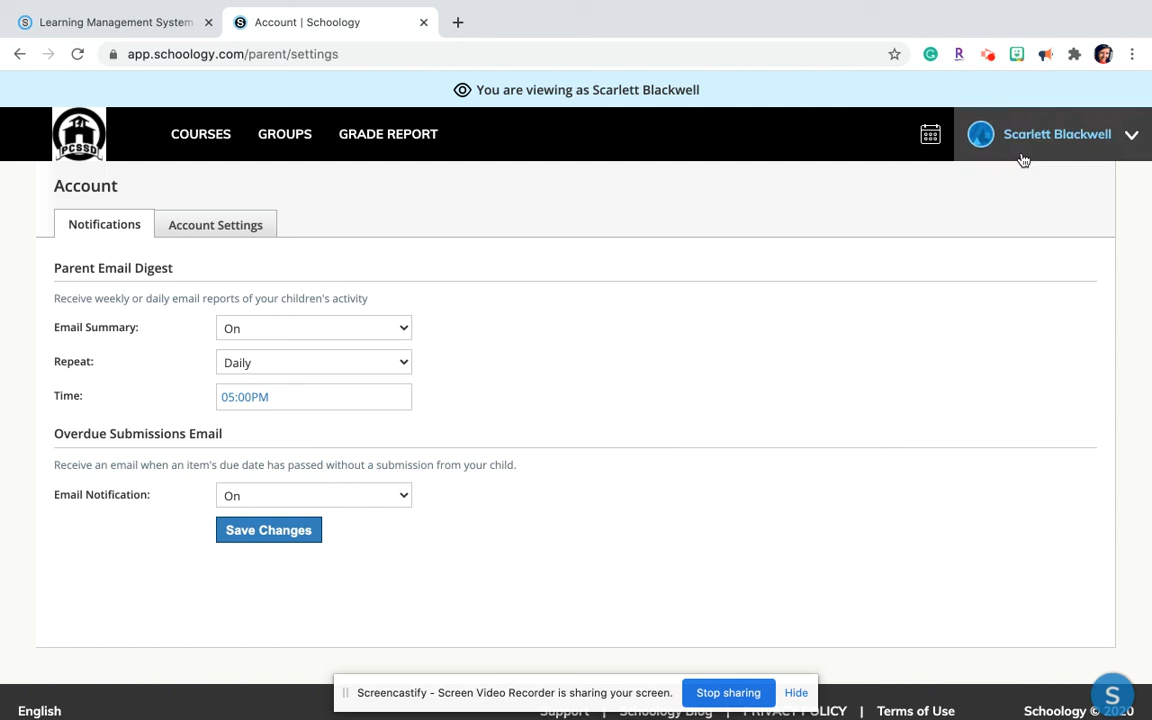 Learning Management System
Account | Schoology
app.schoology.com/parent/settings
You are viewing as Scarlett Blackwell
PCSSD
COURSES
GROUPS
GRADE REPORT
Scarlett Blackwell
Account
Notifications
Account Settings
Parent Email Digest
Receive weekly or daily email reports of your children's activity
Email Summary:
On
Repeat:
Daily
Time:
05:00PM
Overdue Submissions Email
Receive an email when an item's due date has passed without a submission from your child.
Email Notification:
On
Save Changes
Screencastify - Screen Video Recorder is sharing your screen.
Stop sharing
Hide
English
Support | Schoology Blog | PRIVACY POLICY | Terms of Use
Schoology © 2020
S